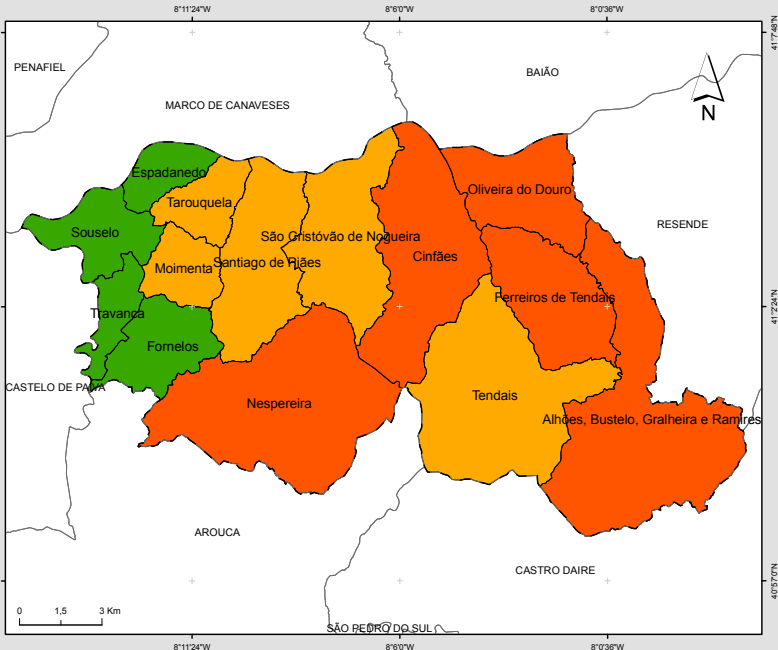 8°11'24"W
8°6'0"W
8°0'36"W
41°7'48"N
PENAFIEL
BAIÃO
MARCO DE CANAVESES
N
Espadanedo
Oliveira do Douro
Tarouquela
RESENDE
Souselo
São Cristóvão de Nogueira
Cinfães
Santiago de Piães
Moimenta
Ferreiros de Tendais
41°2'24"N
Travanca
Fornelos
CASTELO DE PAIVA
Tendais
Nespereira
Alhões, Bustelo, Gralheira e Ramires
AROUCA
CASTRO DAIRE
40°57'0"N
0 1,5 3 Km
SÃO PEDRO DO SUL
8°11'24"W
8°6'0"W
8°0'36"W